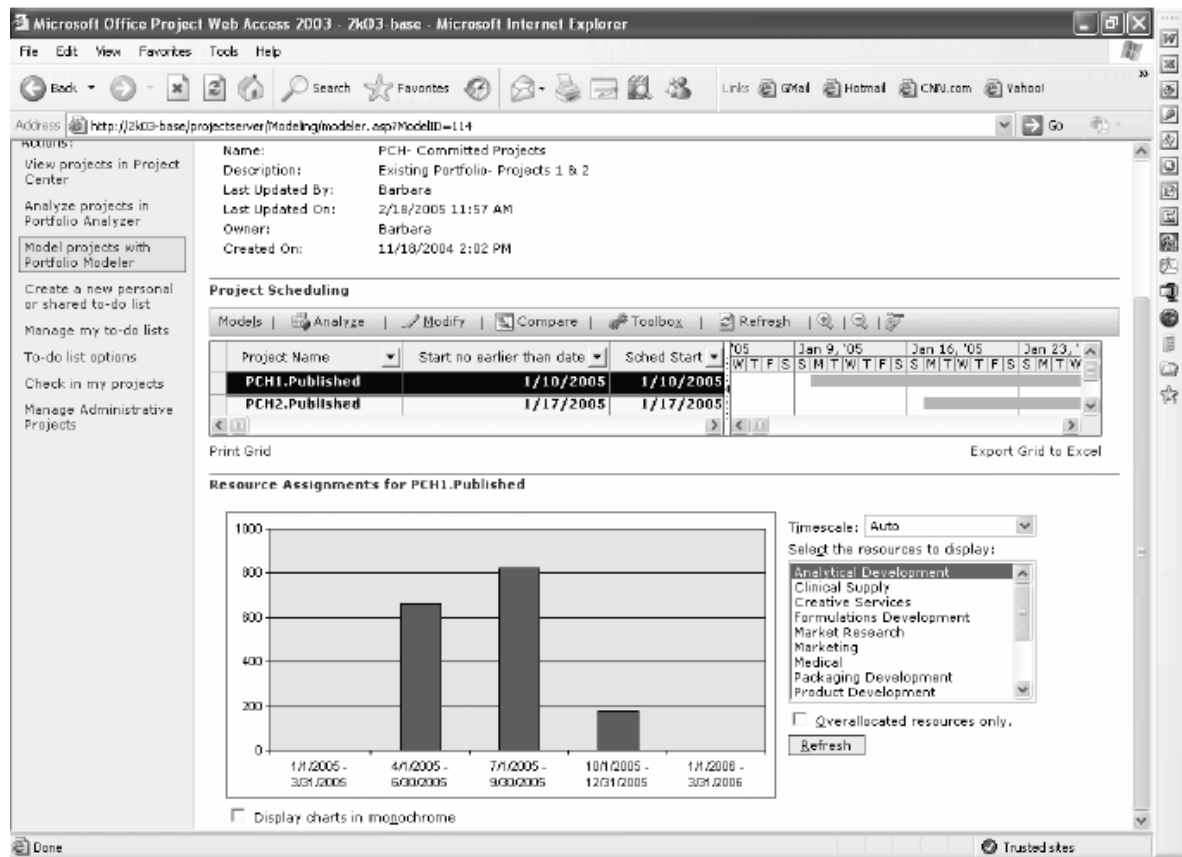 Microsoft Office Project Web Access 2003 - 2k03-base - Microsoft Internet Explorer
File Edit View Favorites Tools Help
Back Search Favorites Links GMail Hotmail CNN.com Yahoo!
Address http://2k03-base/projectserver/Modeling/modeler.asp?ModelID=114 Go
Actions:
View projects in Project
Center
Analyze projects in
Portfolio Analyzer
Model projects with
Portfolio Modeler
Create a new personal
or shared to-do list
Manage my to-do lists
To-do list options
Check in my projects
Manage Administrative
Projects
Name: PCH- Committed Projects
Description: Existing Portfolio- Projects 1 & 2
Last Updated By: Barbara
Last Updated On: 2/18/2005 11:57 AM
Owner: Barbara
Created On: 11/18/2004 2:02 PM
Project Scheduling
Models | Analyze | Modify | Compare | Toolbox | Refresh
Project Name Start no earlier than date Sched Start '05 Jan 9, '05 Jan 16, '05 Jan 23, '
W T F S S M T W T F S S M T W T F S S M T W
PCH1.Published 1/10/2005 1/10/2005
PCH2.Published 1/17/2005 1/17/2005
Print Grid Export Grid to Excel
Resource Assignments for PCH1.Published
1000
800
600
400
200
0
1/1/2005 - 4/1/2005 - 7/1/2005 - 10/1/2005 - 1/1/2006 -
3/31/2005 6/30/2005 9/30/2005 12/31/2005 3/31/2006
Timescale: Auto
Select the resources to display:
Analytical Development
Clinical Supply
Creative Services
Formulations Development
Market Research
Marketing
Medical
Packaging Development
Product Development
Overallocated resources only.
Refresh
Display charts in monochrome
Done Trusted sites